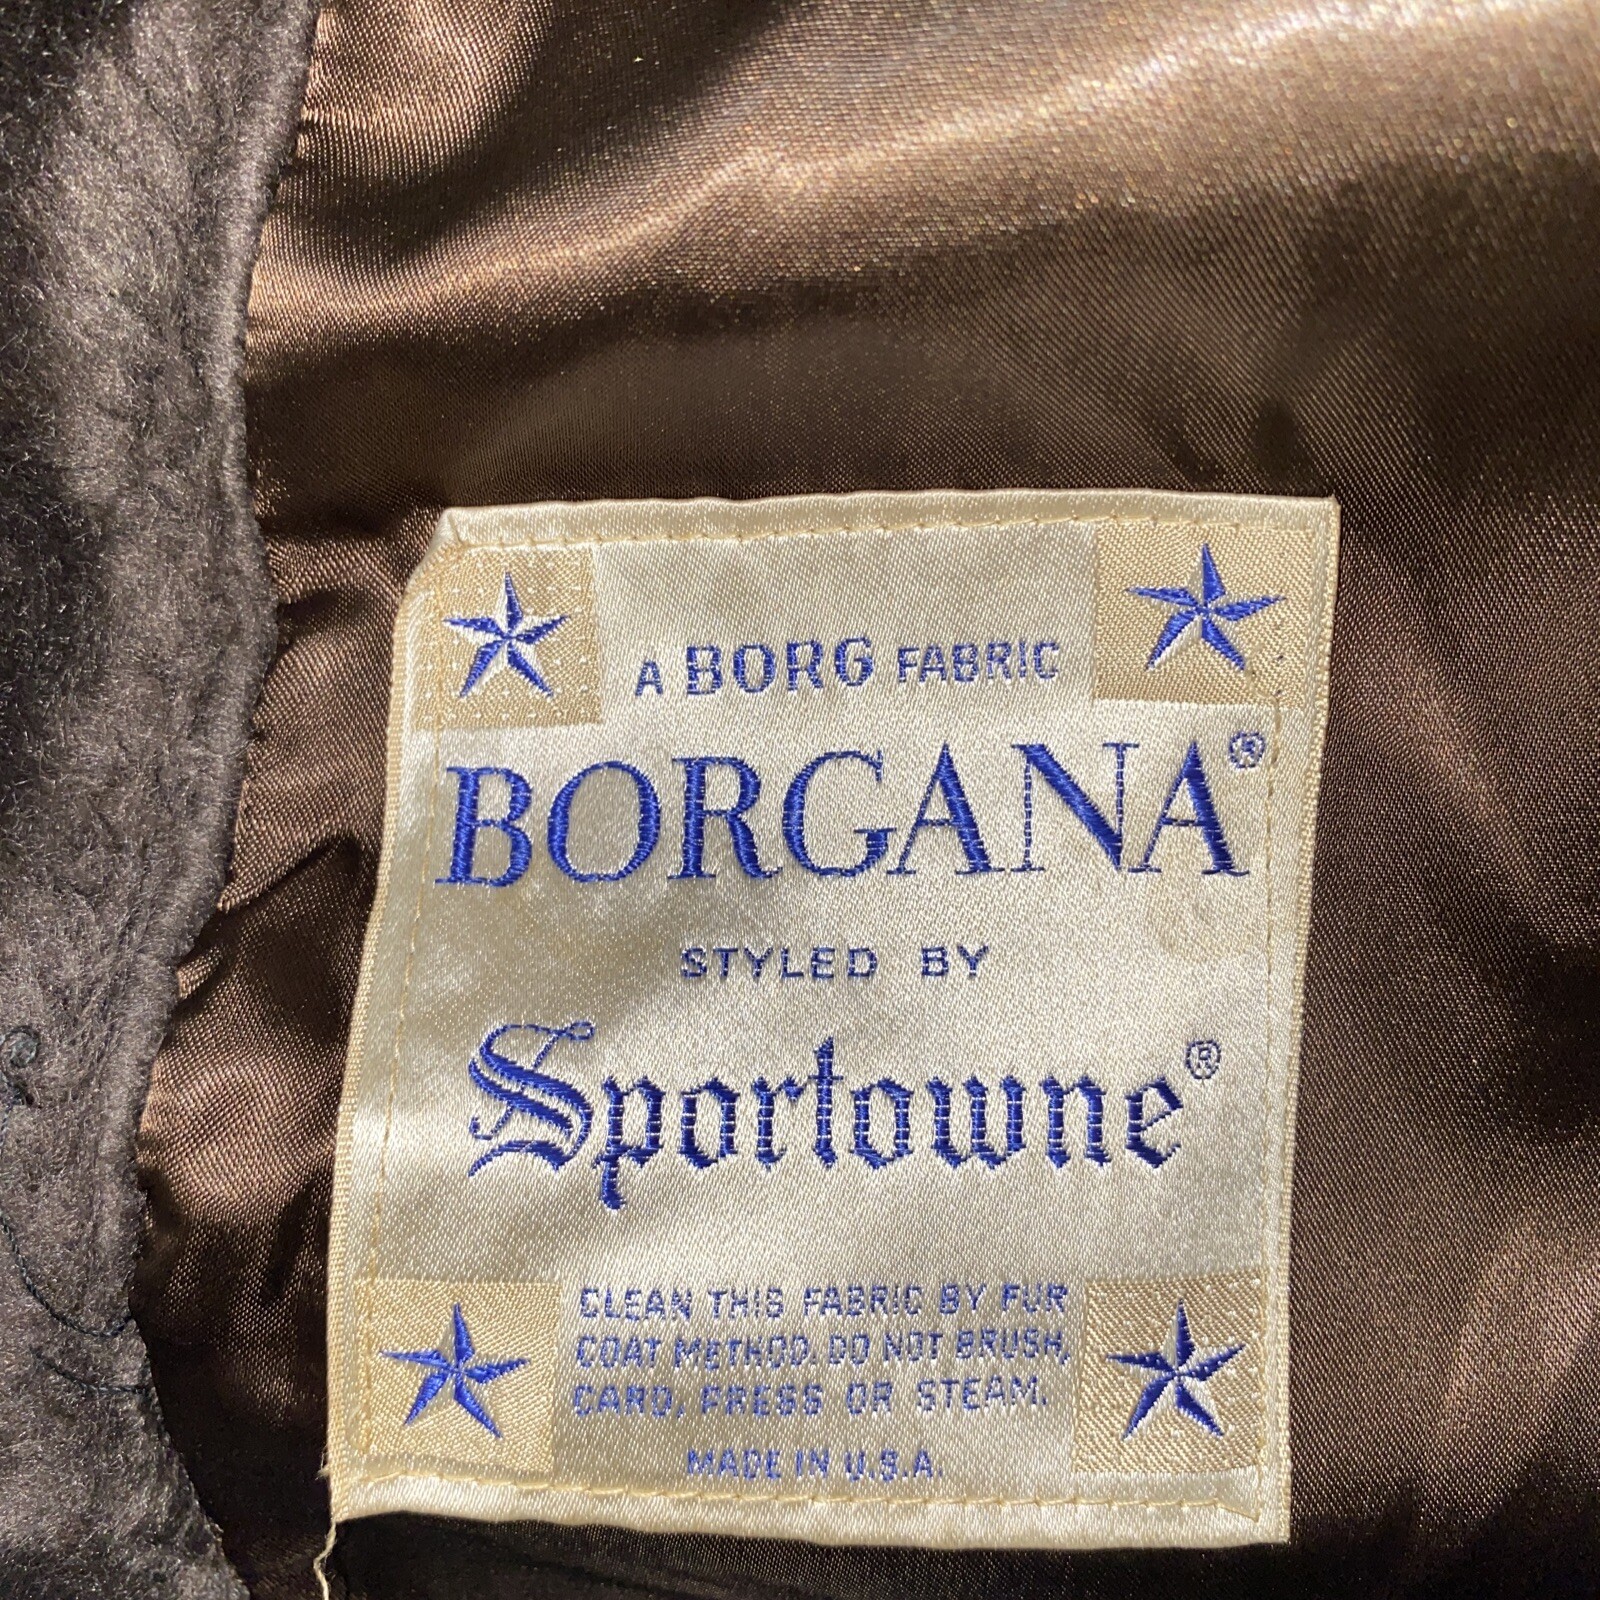 A BORG FABRIC
BORGANA®
STYLED BY
Sportowne®
CLEAN THIS FABRIC BY FUR
COAT METHOD. DO NOT BRUSH,
CARD, PRESS OR STEAM.
MADE IN U.S.A.